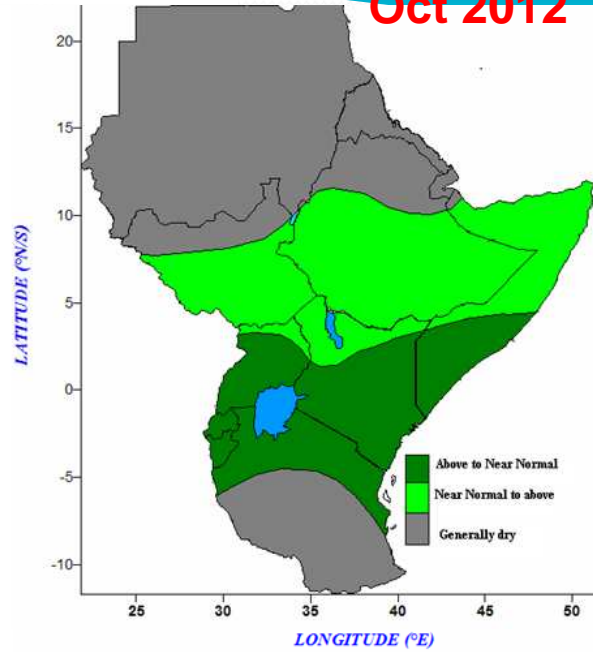 Oct 2012
20
15
10
5
0
-5
-10
LATITUDE (°N/S)
Above to Near Normal
Near Normal to above
Generally dry
25
30
35
40
45
50
LONGITUDE (°E)